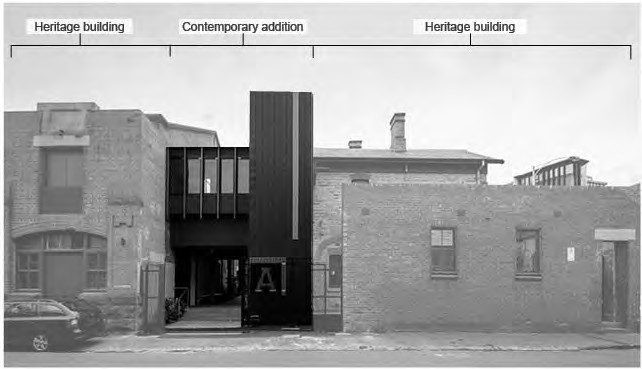 Heritage building
Contemporary addition
Heritage building
A